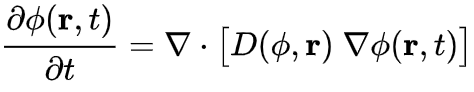 ∂ϕ(𝐫, t)/∂t = ∇ · [D(ϕ, 𝐫) ∇ϕ(𝐫, t)]